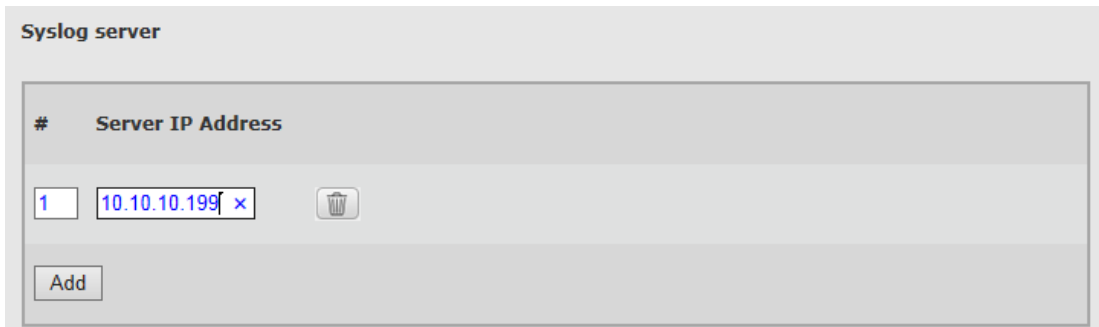 Syslog server
# Server IP Address
1 10.10.10.199 ×
Add